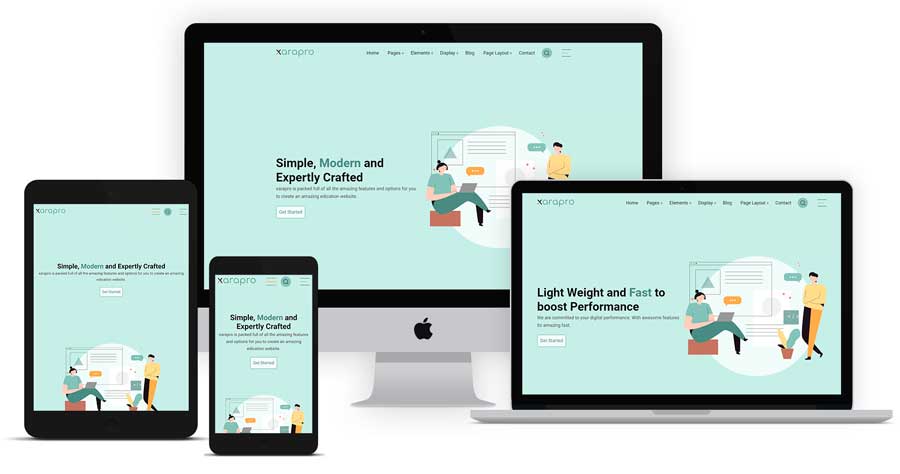 xarapro
Home Pages Elements Display Blog Page Layout Contact
Simple, Modern and
Expertly Crafted
xarapro is packed full of all the amazing features and options for you
to create an amazing edication website.
Get Started
xarapro
Simple, Modern and Expertly Crafted
xarapro is packed full of all the amazing features and options for you to create an amazing
edication website.
Get Started
xarapro
Simple, Modern and
Expertly Crafted
xarapro is packed full of all the amazing features
and options for you to create an amazing
edication website.
Get Started
xarapro
Home Pages Elements Display Blog Page Layout Contact
Light Weight and Fast to
boost Performance
We are committed to your digital performance. With awesome features
to amazing fast.
Get Started